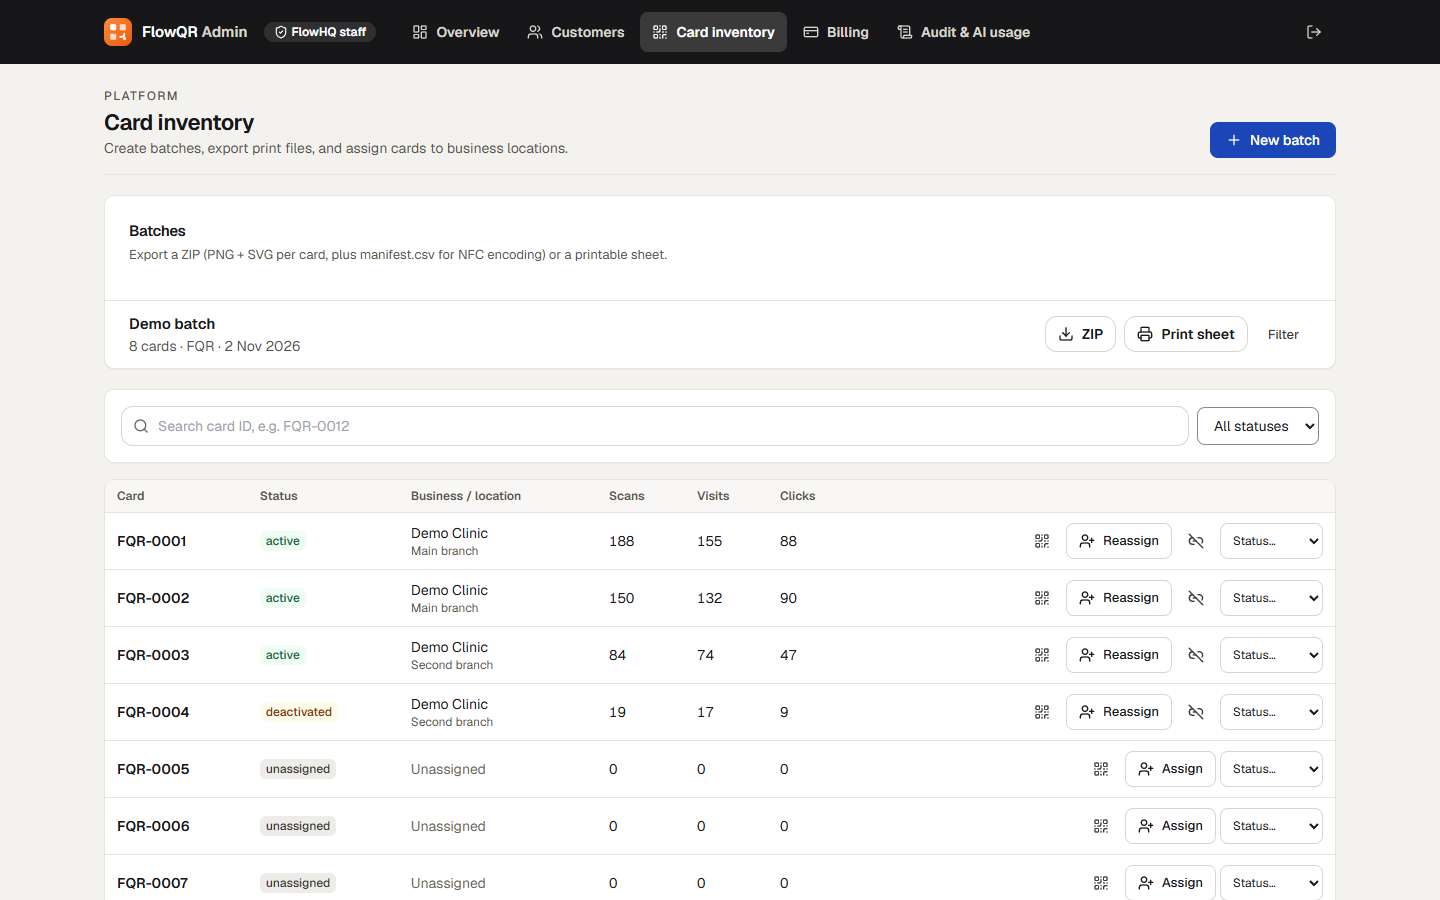 FlowQR Admin FlowHQ staff Overview Customers Card inventory Billing Audit & AI usage
PLATFORM
Card inventory
Create batches, export print files, and assign cards to business locations.
New batch
Batches
Export a ZIP (PNG + SVG per card, plus manifest.csv for NFC encoding) or a printable sheet.
Demo batch
8 cards · FQR · 2 Nov 2026
ZIP Print sheet Filter
Search card ID, e.g. FQR-0012 All statuses
Card Status Business / location Scans Visits Clicks
FQR-0001 active Demo Clinic 188 155 88 Reassign Status...
Main branch
FQR-0002 active Demo Clinic 150 132 90 Reassign Status...
Main branch
FQR-0003 active Demo Clinic 84 74 47 Reassign Status...
Second branch
FQR-0004 deactivated Demo Clinic 19 17 9 Reassign Status...
Second branch
FQR-0005 unassigned Unassigned 0 0 0 Assign Status...
FQR-0006 unassigned Unassigned 0 0 0 Assign Status...
FQR-0007 unassigned Unassigned 0 0 0 Assign Status...